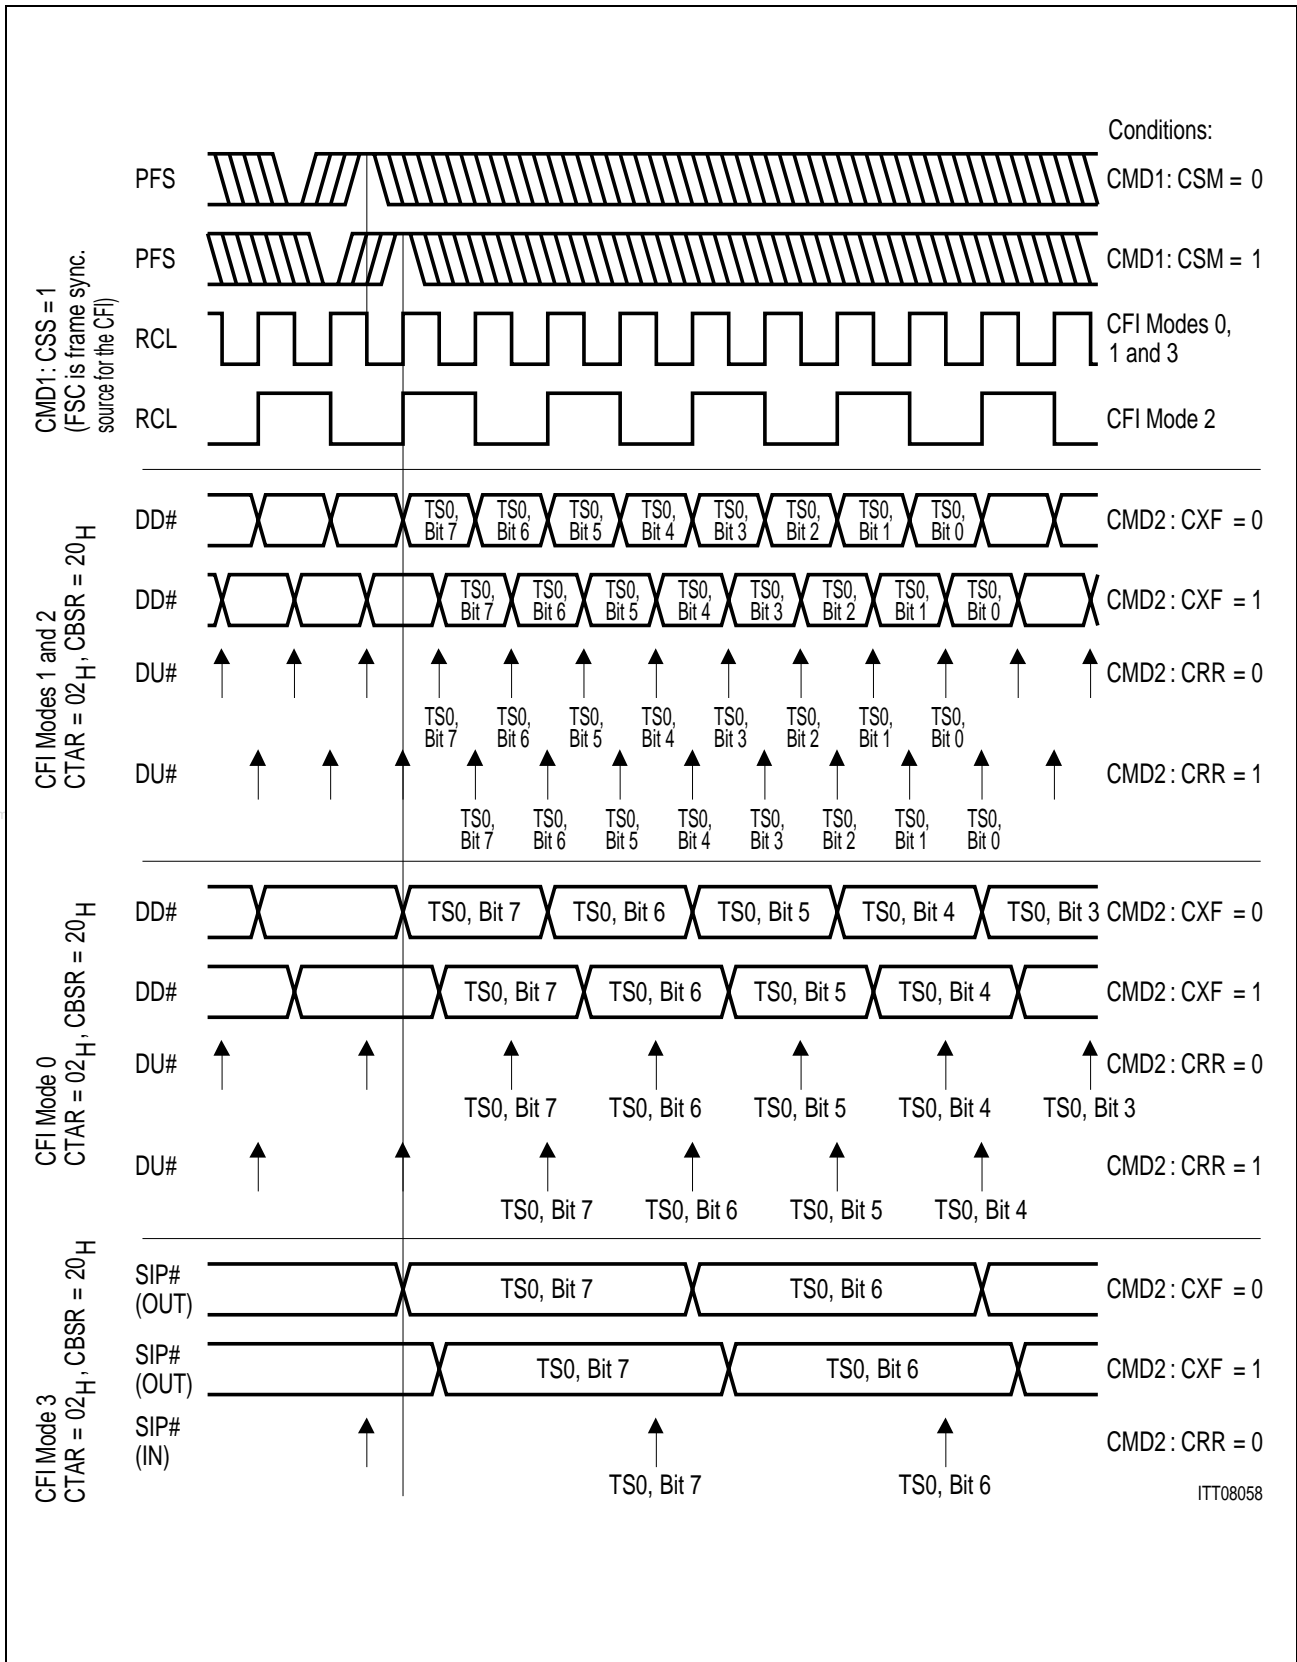 Conditions:
PFS
CMD1: CSM = 0
PFS
CMD1: CSM = 1
CMD1: CSS = 1
(FSC is frame sync.
source for the CFI)
RCL
CFI Modes 0,
1 and 3
RCL
CFI Mode 2
CFI Modes 1 and 2
CTAR = 02H, CBSR = 20H
DD#
TS0, TS0, TS0, TS0, TS0, TS0, TS0, TS0,
Bit 7 Bit 6 Bit 5 Bit 4 Bit 3 Bit 2 Bit 1 Bit 0
CMD2 : CXF = 0
DD#
TS0, TS0, TS0, TS0, TS0, TS0, TS0, TS0,
Bit 7 Bit 6 Bit 5 Bit 4 Bit 3 Bit 2 Bit 1 Bit 0
CMD2 : CXF = 1
DU#
CMD2 : CRR = 0
TS0, TS0, TS0, TS0, TS0, TS0, TS0, TS0,
Bit 7 Bit 6 Bit 5 Bit 4 Bit 3 Bit 2 Bit 1 Bit 0
DU#
CMD2 : CRR = 1
TS0, TS0, TS0, TS0, TS0, TS0, TS0, TS0,
Bit 7 Bit 6 Bit 5 Bit 4 Bit 3 Bit 2 Bit 1 Bit 0
CFI Mode 0
CTAR = 02H, CBSR = 20H
DD#
TS0, Bit 7 TS0, Bit 6 TS0, Bit 5 TS0, Bit 4 TS0, Bit 3
CMD2 : CXF = 0
DD#
TS0, Bit 7 TS0, Bit 6 TS0, Bit 5 TS0, Bit 4
CMD2 : CXF = 1
DU#
CMD2 : CRR = 0
TS0, Bit 7 TS0, Bit 6 TS0, Bit 5 TS0, Bit 4 TS0, Bit 3
DU#
CMD2 : CRR = 1
TS0, Bit 7 TS0, Bit 6 TS0, Bit 5 TS0, Bit 4
CFI Mode 3
CTAR = 02H, CBSR = 20H
SIP#
(OUT)
TS0, Bit 7 TS0, Bit 6
CMD2 : CXF = 0
SIP#
(OUT)
TS0, Bit 7 TS0, Bit 6
CMD2 : CXF = 1
SIP#
(IN)
CMD2 : CRR = 0
TS0, Bit 7 TS0, Bit 6
ITT08058